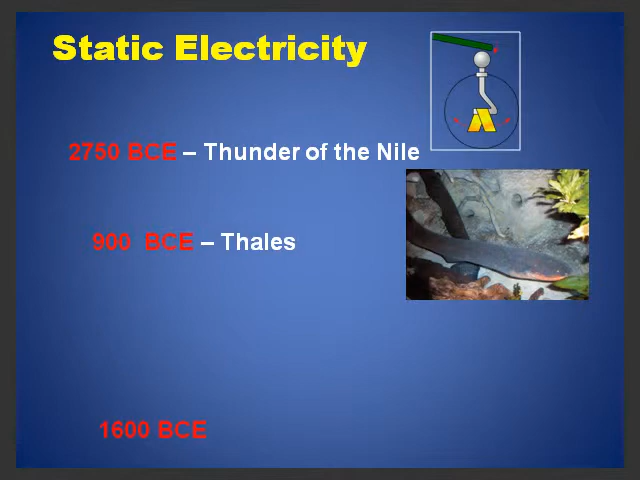 Static Electricity
2750 BCE – Thunder of the Nile
900 BCE – Thales
1600 BCE